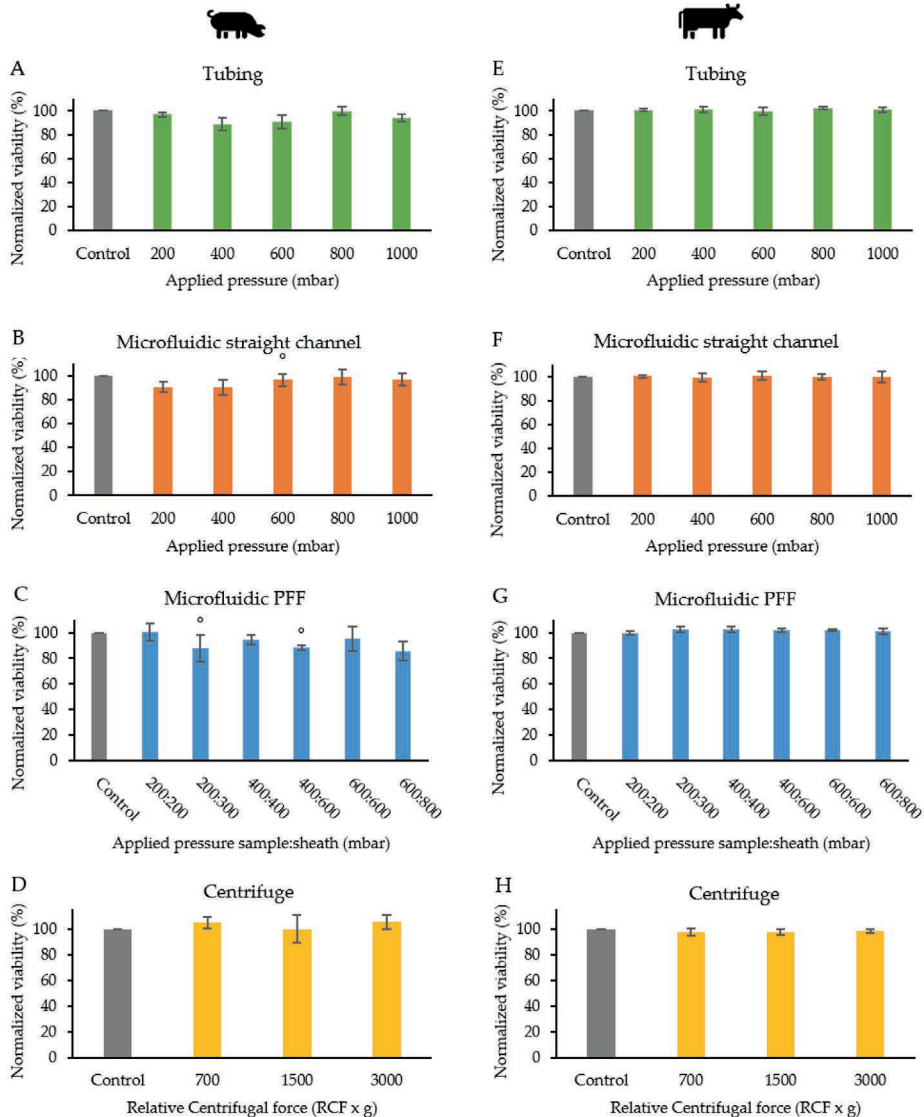 A
Tubing
Normalized viability (%)
100
80
60
40
20
0
Control 200 400 600 800 1000
Applied pressure (mbar)
B
Microfluidic straight channel
Normalized viability (%)
100
80
60
40
20
0
Control 200 400 600 800 1000
Applied pressure (mbar)
C
Microfluidic PFF
Normalized viability (%)
100
80
60
40
20
0
Control 200:200 200:300 400:400 400:600 600:600 600:800
Applied pressure sample:sheath (mbar)
D
Centrifuge
Normalized viability (%)
100
80
60
40
20
0
Control 700 1500 3000
Relative Centrifugal force (RCF x g)
E
Tubing
Normalized viability (%)
100
80
60
40
20
0
Control 200 400 600 800 1000
Applied pressure (mbar)
F
Microfluidic straight channel
Normalized viability (%)
100
80
60
40
20
0
Control 200 400 600 800 1000
Applied pressure (mbar)
G
Microfluidic PFF
Normalized viability (%)
100
80
60
40
20
0
Control 200:200 200:300 400:400 400:600 600:600 600:800
Applied pressure sample:sheath (mbar)
H
Centrifuge
Normalized viability (%)
100
80
60
40
20
0
Control 700 1500 3000
Relative Centrifugal force (RCF x g)